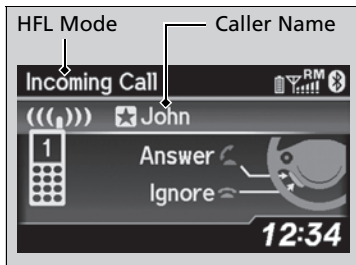 HFL Mode Caller Name
Incoming Call RM
John
1
Answer
Ignore
12:34